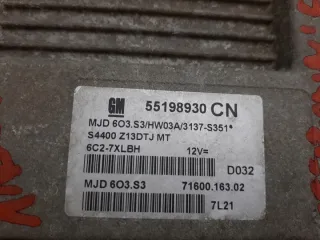 GM 55198930 CN
MJD 6O3.S3/HW03A/3137-S351*
S4400 Z13DTJ MT
6C2-7XLBH 12V=
D032
MJD 6O3.S3 71600.163.02
7L21